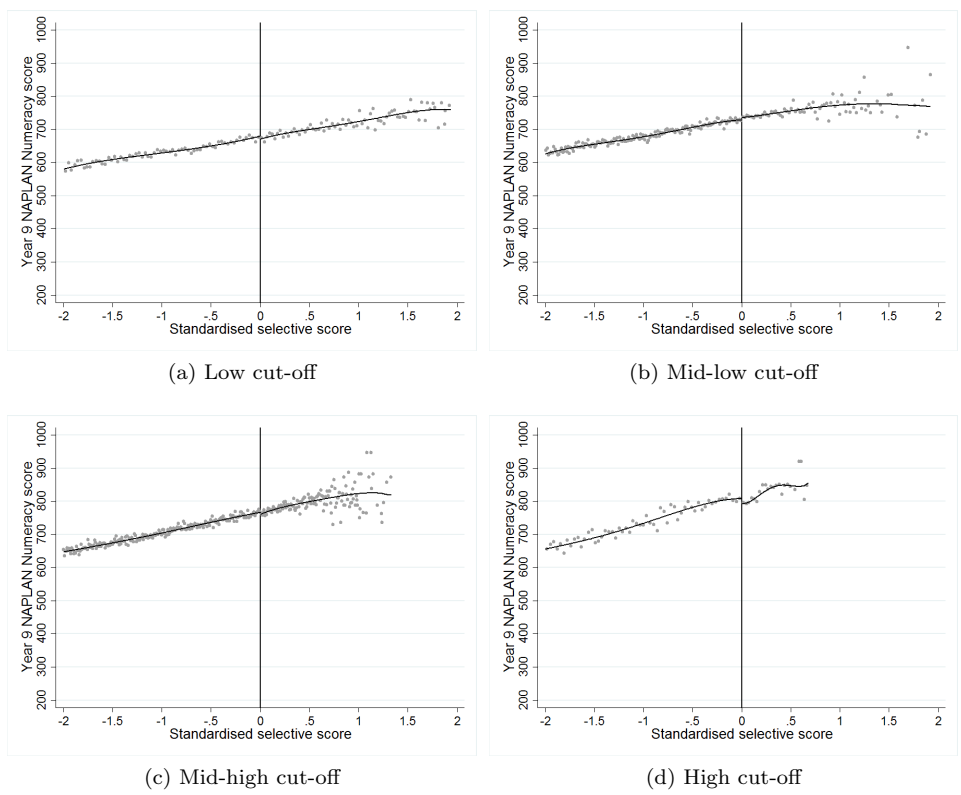 Year 9 NAPLAN Numeracy score
1000
900
800
700
600
500
400
300
200
-2 -1.5 -1 -.5 0 .5 1 1.5 2
Standardised selective score
(a) Low cut-off
Year 9 NAPLAN Numeracy score
1000
900
800
700
600
500
400
300
200
-2 -1.5 -1 -.5 0 .5 1 1.5 2
Standardised selective score
(b) Mid-low cut-off
Year 9 NAPLAN Numeracy score
1000
900
800
700
600
500
400
300
200
-2 -1.5 -1 -.5 0 .5 1 1.5 2
Standardised selective score
(c) Mid-high cut-off
Year 9 NAPLAN Numeracy score
1000
900
800
700
600
500
400
300
200
-2 -1.5 -1 -.5 0 .5 1 1.5 2
Standardised selective score
(d) High cut-off